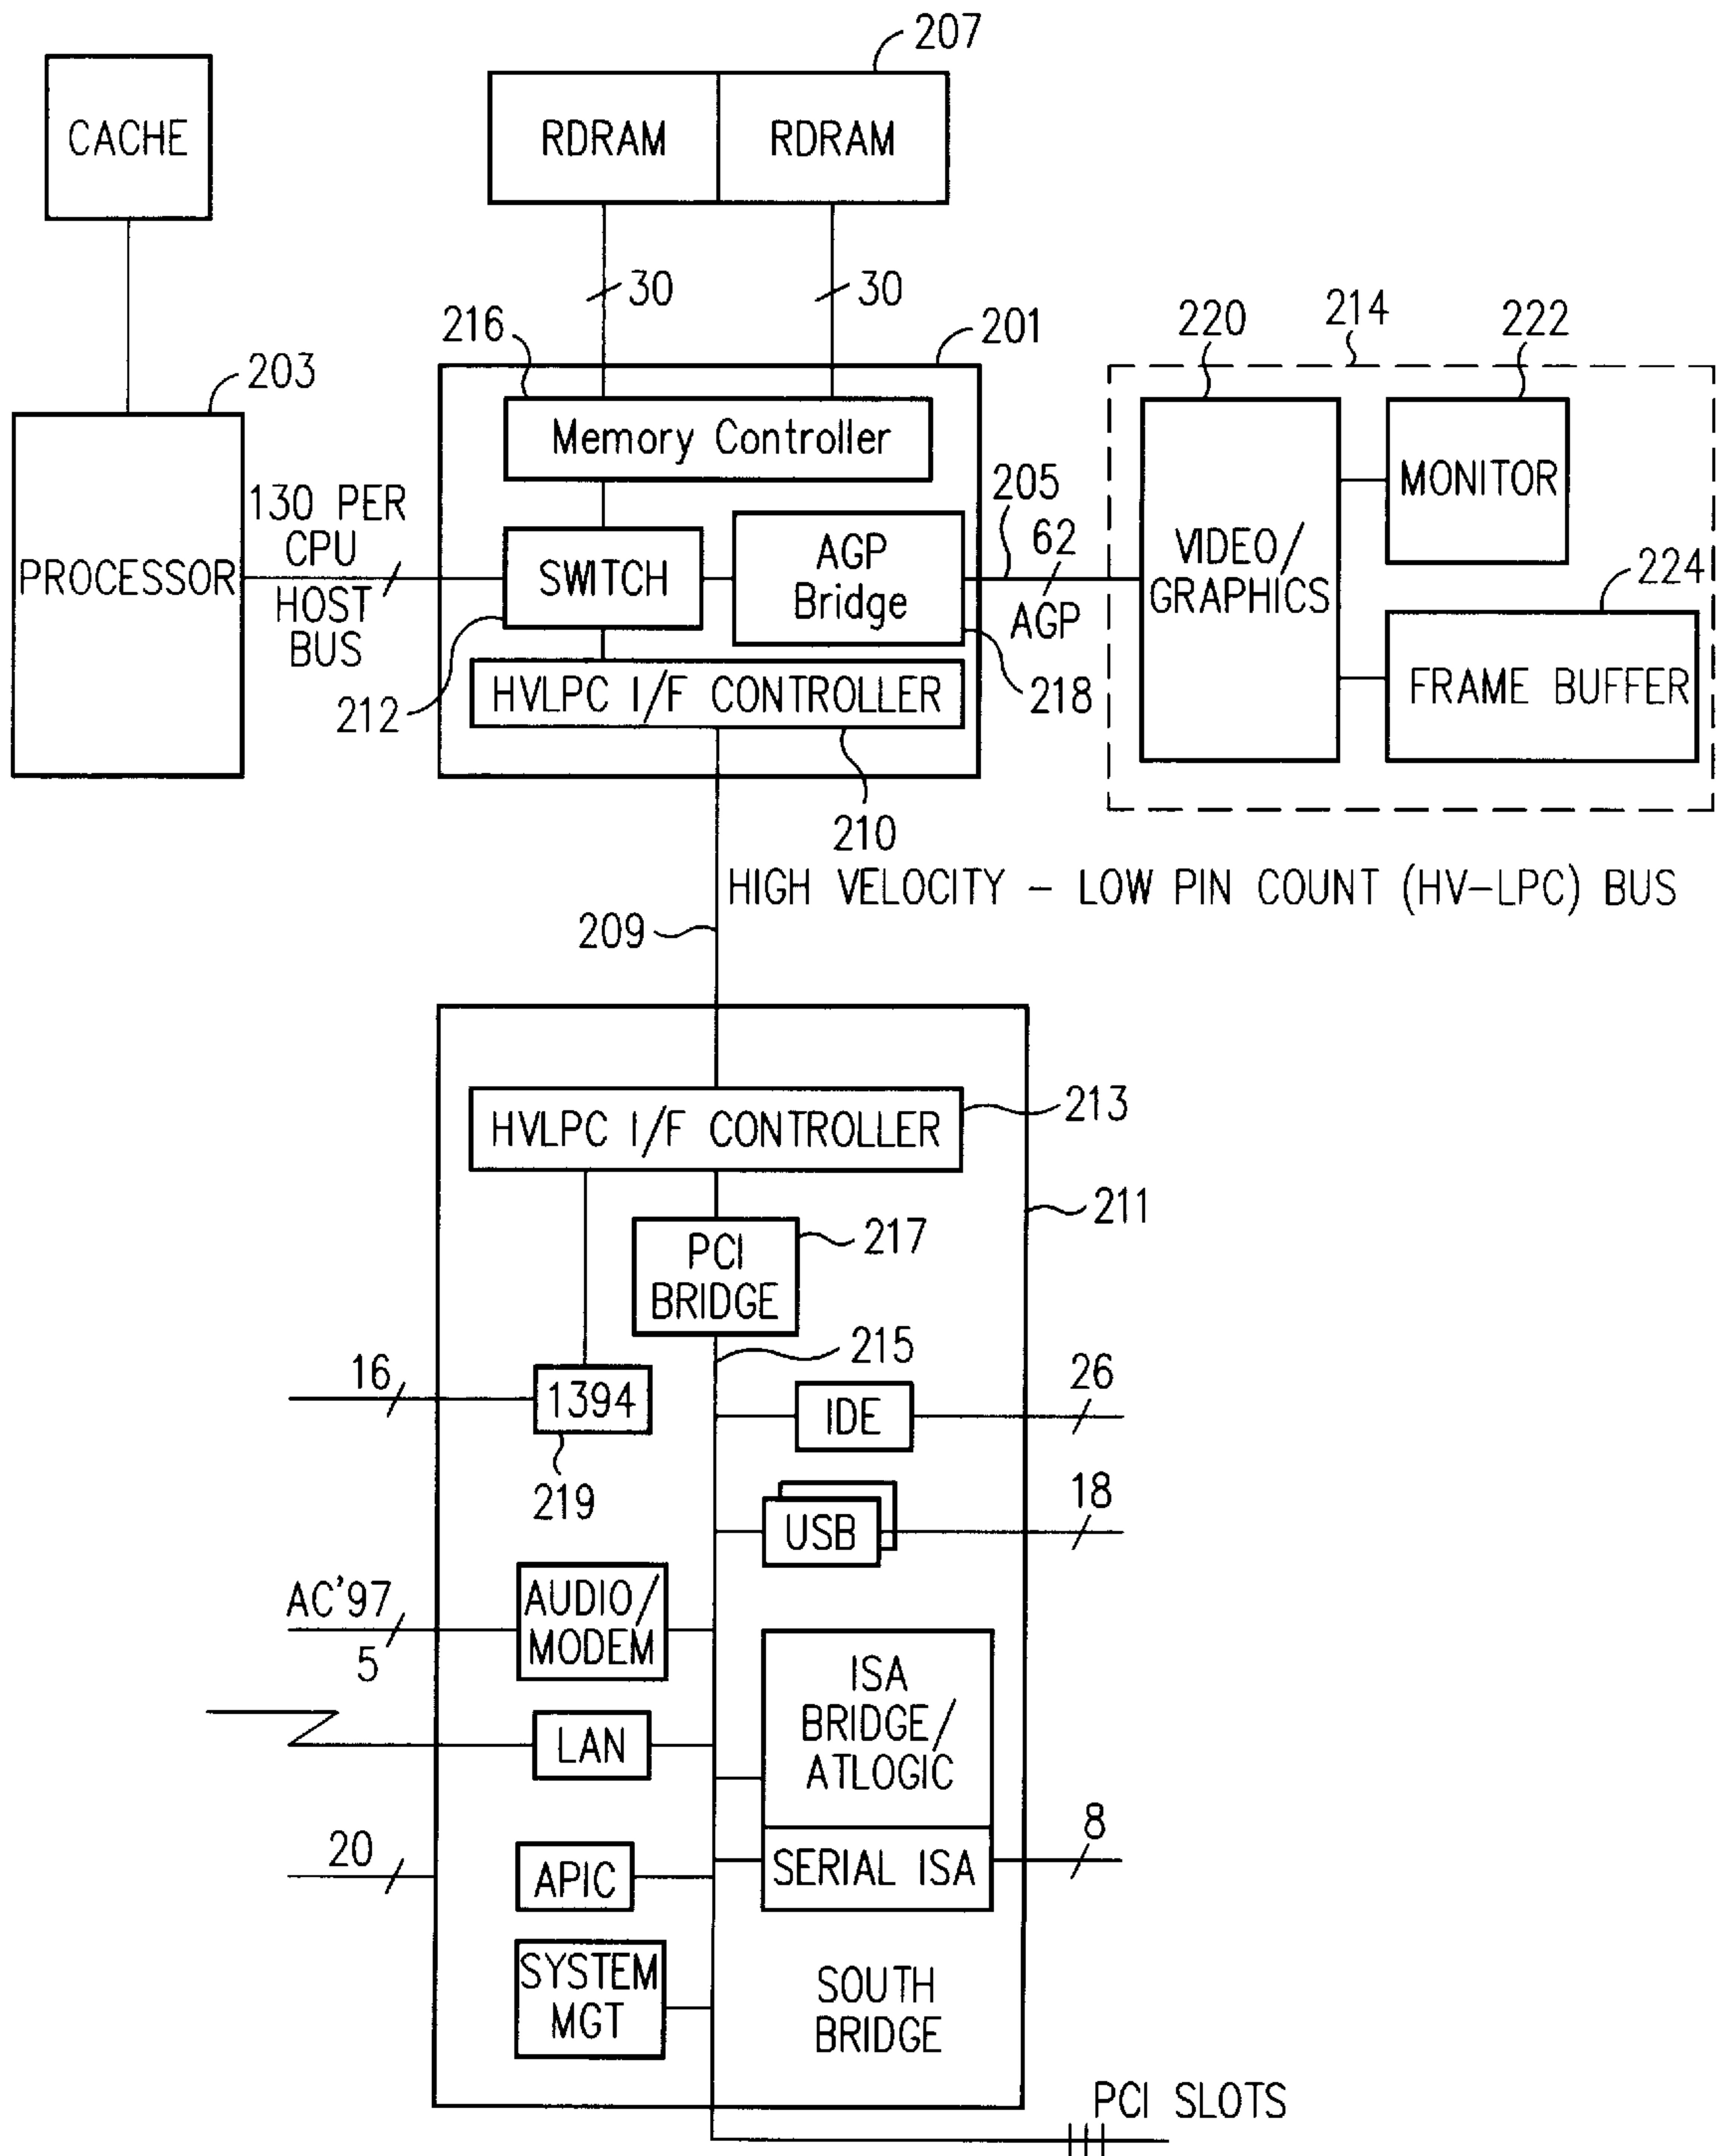 207
CACHE
RDRAM
RDRAM
30
30
216
201
220
214
222
203
Memory Controller
205
MONITOR
130 PER
CPU
HOST
BUS
PROCESSOR
SWITCH
AGP
Bridge
62
AGP
VIDEO/
GRAPHICS
224
FRAME BUFFER
212
HVLPC I/F CONTROLLER
218
210
HIGH VELOCITY - LOW PIN COUNT (HV-LPC) BUS
209
213
HVLPC I/F CONTROLLER
211
217
PCI
BRIDGE
215
16
1394
219
IDE
26
USB
18
AC'97
5
AUDIO/
MODEM
ISA
BRIDGE/
ATLOGIC
LAN
20
APIC
SERIAL ISA
8
SYSTEM
MGT
SOUTH
BRIDGE
PCI SLOTS